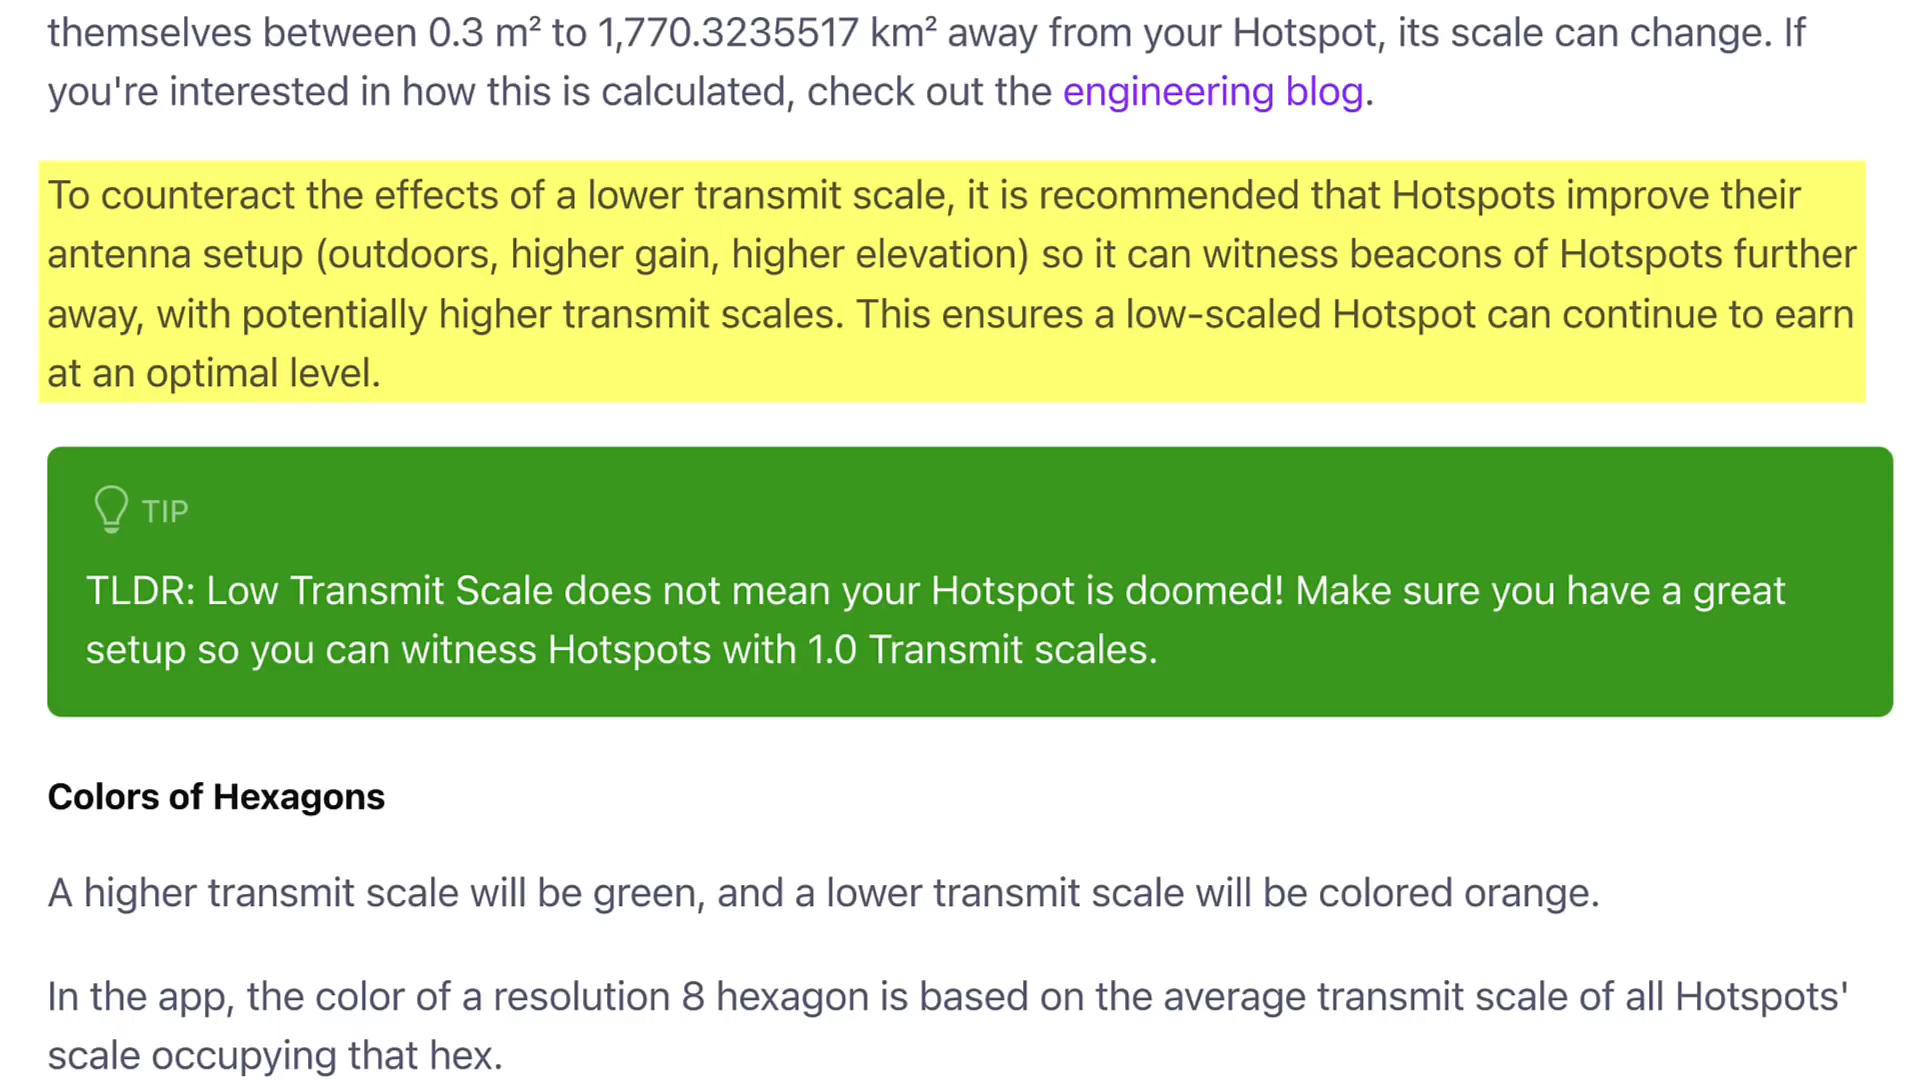 themselves between 0.3 m² to 1,770.3235517 km² away from your Hotspot, its scale can change. If
you're interested in how this is calculated, check out the engineering blog.
To counteract the effects of a lower transmit scale, it is recommended that Hotspots improve their
antenna setup (outdoors, higher gain, higher elevation) so it can witness beacons of Hotspots further
away, with potentially higher transmit scales. This ensures a low-scaled Hotspot can continue to earn
at an optimal level.
TIP
TLDR: Low Transmit Scale does not mean your Hotspot is doomed! Make sure you have a great
setup so you can witness Hotspots with 1.0 Transmit scales.
Colors of Hexagons
A higher transmit scale will be green, and a lower transmit scale will be colored orange.
In the app, the color of a resolution 8 hexagon is based on the average transmit scale of all Hotspots'
scale occupying that hex.